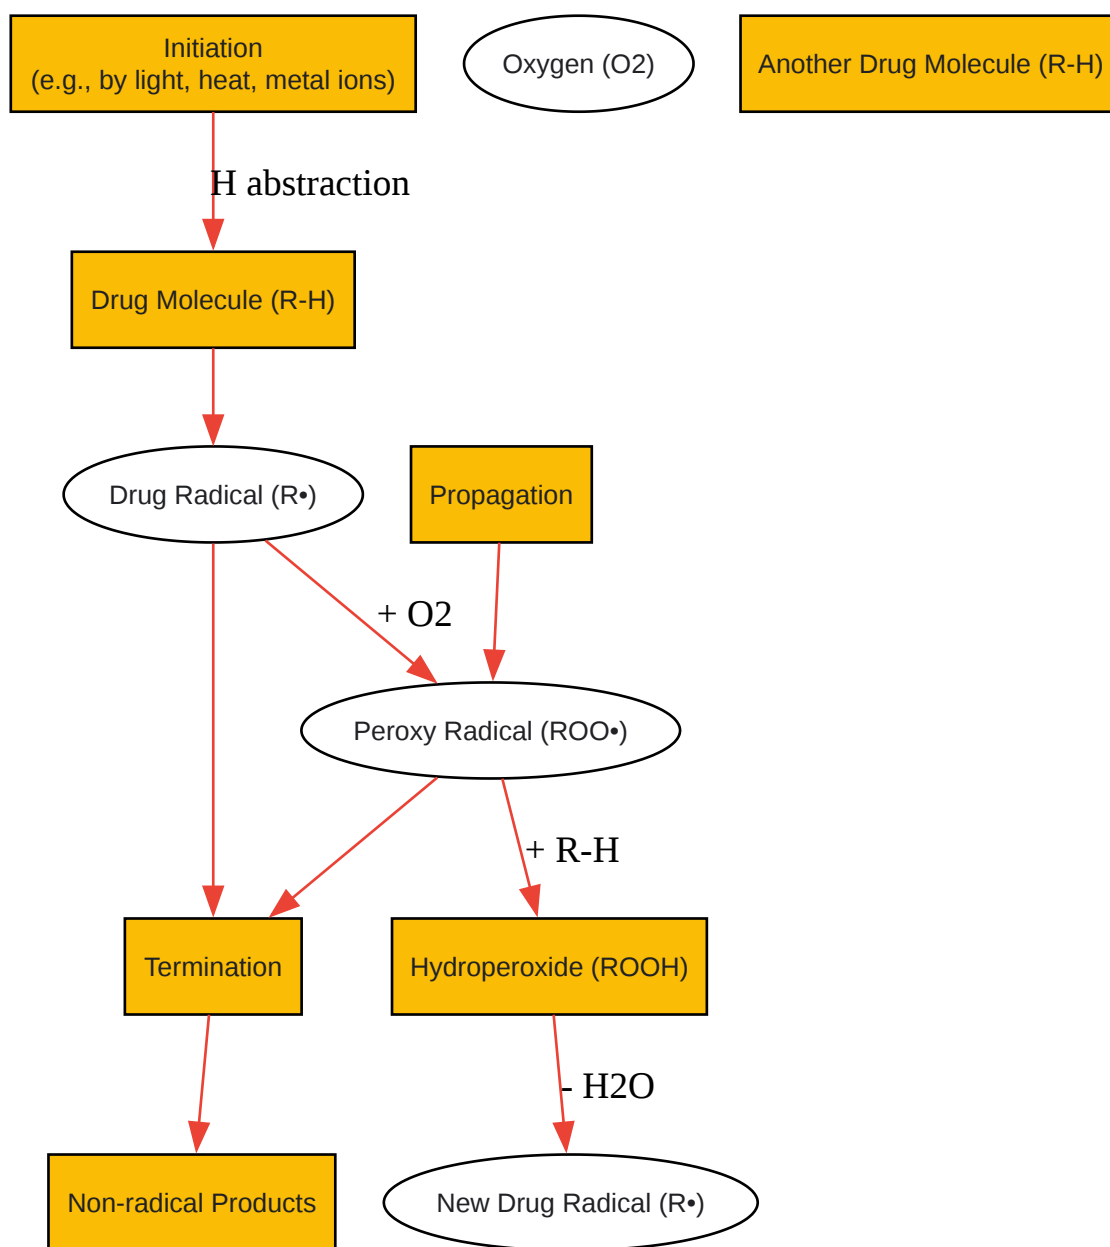 Initiation
(e.g., by light, heat, metal ions)
Oxygen (O2)
Another Drug Molecule (R-H)
H abstraction
Drug Molecule (R-H)
Drug Radical (R•)
Propagation
+ O2
Peroxy Radical (ROO•)
+ R-H
Termination
Hydroperoxide (ROOH)
- H2O
Non-radical Products
New Drug Radical (R•)